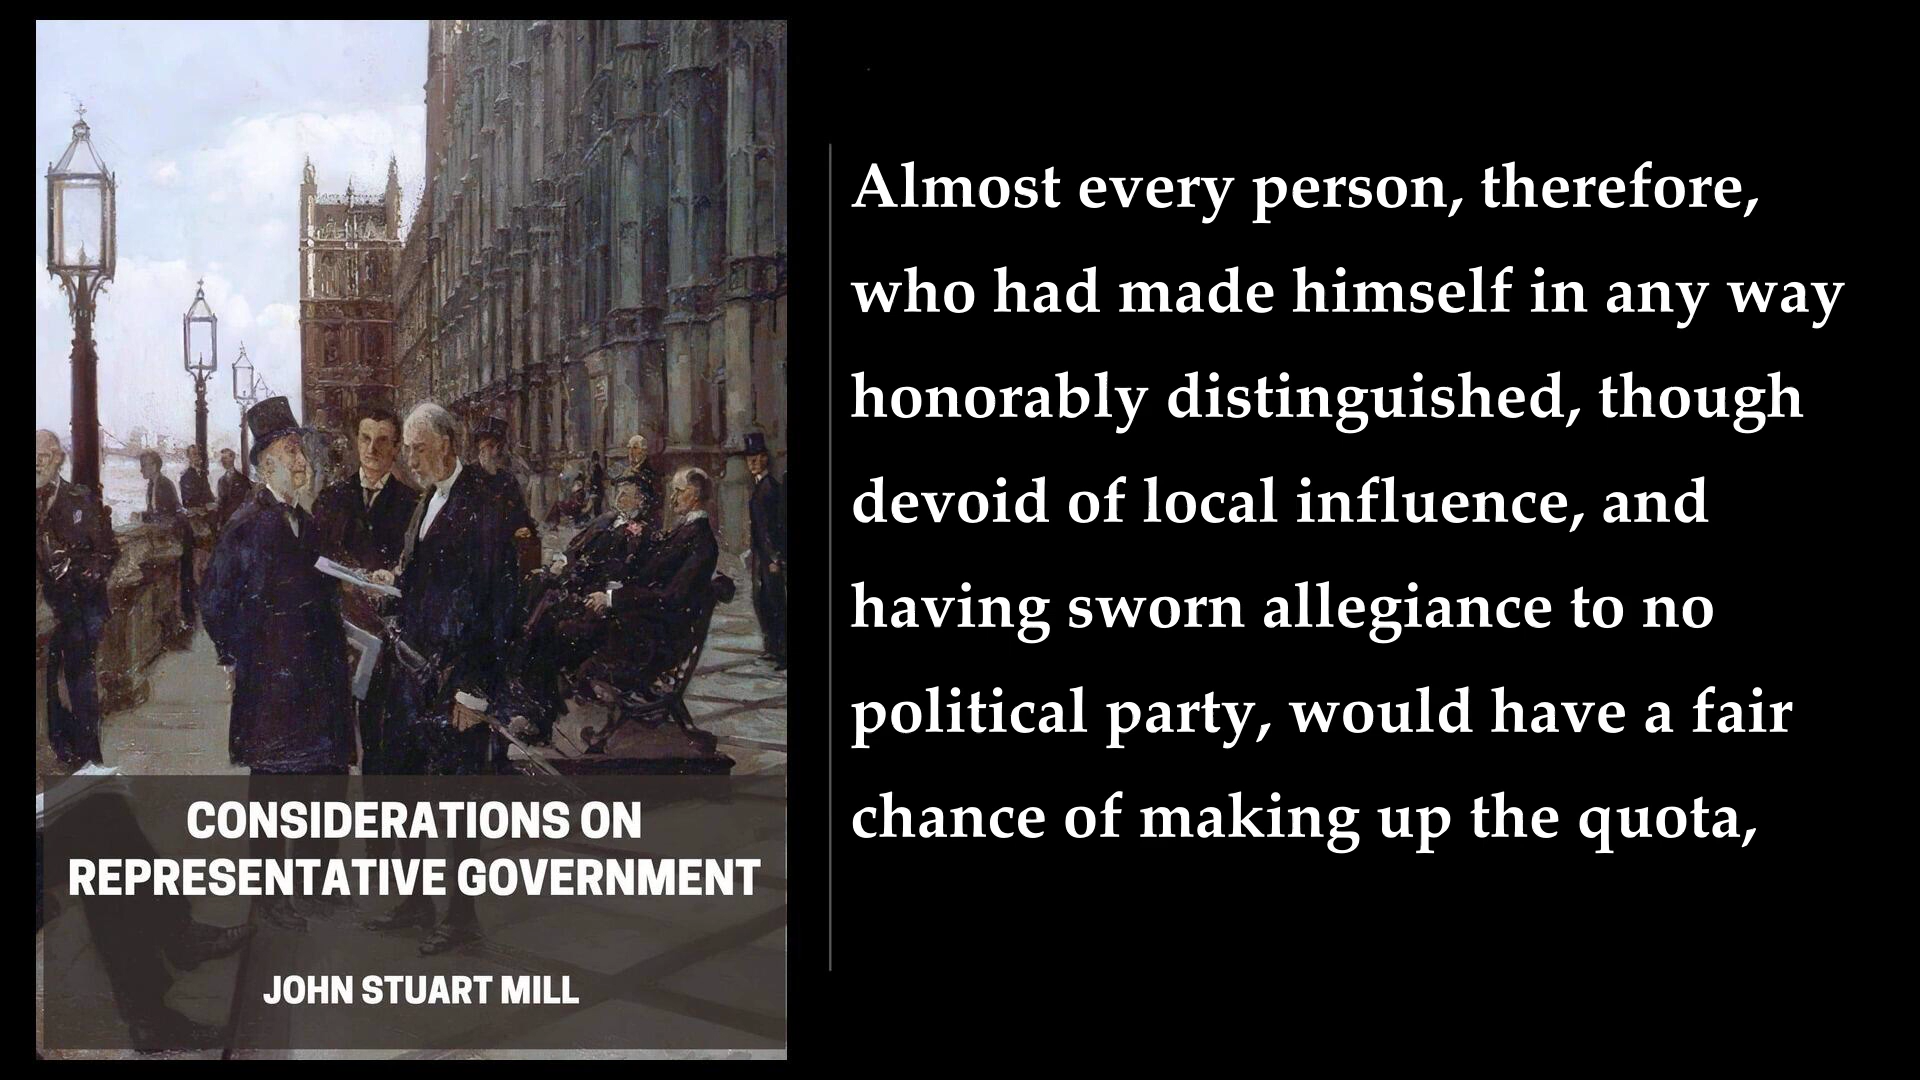 CONSIDERATIONS ON
REPRESENTATIVE GOVERNMENT
JOHN STUART MILL
Almost every person, therefore,
who had made himself in any way
honorably distinguished, though
devoid of local influence, and
having sworn allegiance to no
political party, would have a fair
chance of making up the quota,